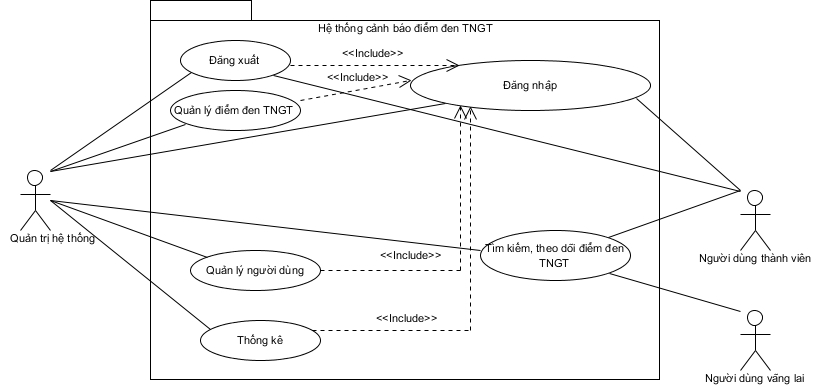 Hệ thống cảnh báo điểm đen TNGT
Đăng xuất
<<Include>>
<<Include>>
Đăng nhập
Quản lý điểm đen TNGT
Quản trị hệ thống
Tìm kiếm, theo dõi điểm đen
TNGT
<<Include>>
Quản lý người dùng
Người dùng thành viên
<<Include>>
Thống kê
Người dùng vãng lai